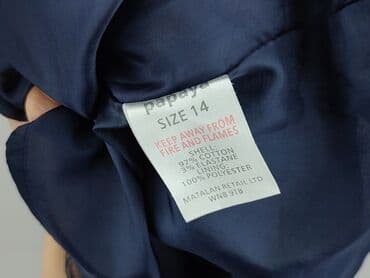 papaya
SIZE 14
KEEP AWAY FROM
FIRE AND FLAMES
SHELL:
97% COTTON
3% ELASTANE
LINING:
100% POLYESTER
MATALAN RETAIL LTD
WN8 9TB